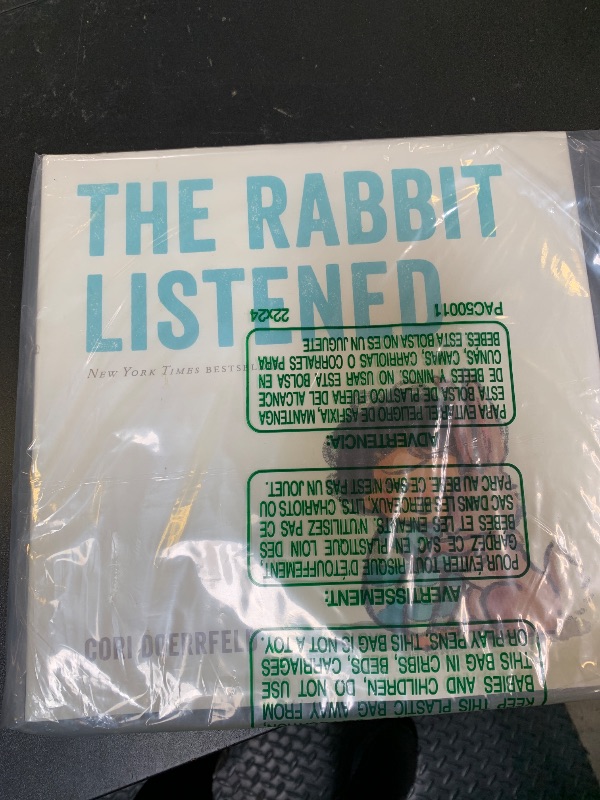 THE RABBIT
LISTENED
NEW YORK TIMES BESTSEL
CORI DOERRFELD
KEEP THIS PLASTIC BAG AWAY FROM
BABIES AND CHILDREN, DO NOT USE
THIS BAG IN CRIBS, BEDS, CARRIAGES
OR PLAY PENS. THIS BAG IS NOT A TOY.
AVERTISSEMENT:
POUR ÉVITER TOUT RISQUE D'ÉTOUFFEMENT,
GARDEZ CE SAC EN PLASTIQUE LOIN DES
BÉBÉS ET LES ENFANTS. N'UTILISEZ PAS CE
SAC DANS LES BERCEAUX, LITS, CHARIOTS OU
PARC AU BÉBÉ. CE SAC N'EST PAS UN JOUET.
ADVERTENCIA:
PARA EVITAR EL PELIGRO DE ASFIXIA, MANTENGA
ESTA BOLSA DE PLASTICO FUERA DEL ALCANCE
DE BEBES Y NIÑOS. NO USAR ESTA BOLSA EN
CUNAS, CAMAS, CARRIOLAS O CORRALES PARA
BEBES. ESTA BOLSA NO ES UN JUGUETE
PAC50011 22x24